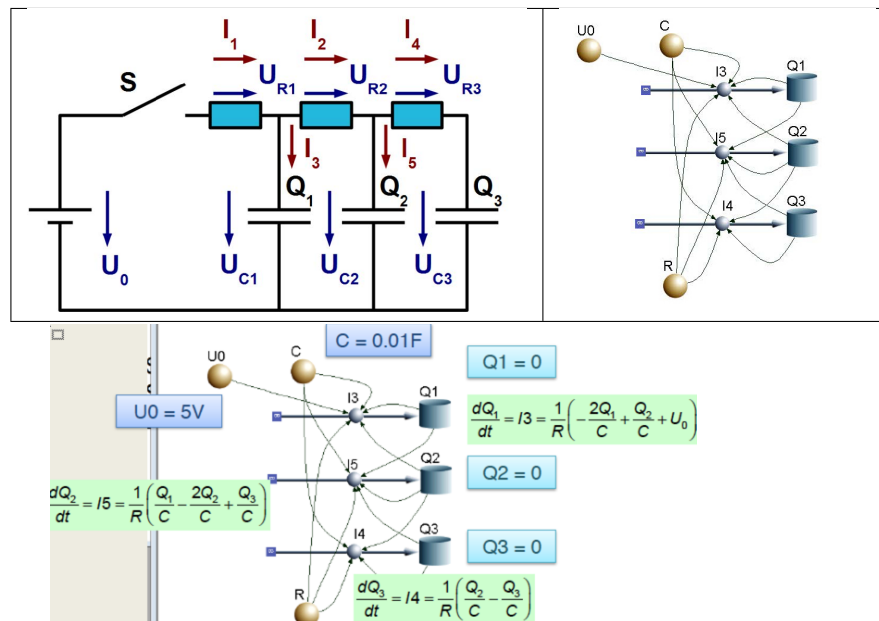 I1 I2 I4
S
UR1 UR2 UR3
I3 I5
Q1 Q2 Q3
U0 UC1 UC2 UC3
U0 C
I3 Q1
I5 Q2
I4 Q3
R
C = 0.01F
U0 C
Q1 = 0
U0 = 5V
I3 Q1
dQ1/dt = I3 = 1/R(-2Q1/C + Q2/C + U0)
I5 Q2
Q2 = 0
dQ2/dt = I5 = 1/R(Q1/C - 2Q2/C + Q3/C)
I4 Q3
Q3 = 0
R
dQ3/dt = I4 = 1/R(Q2/C - Q3/C)